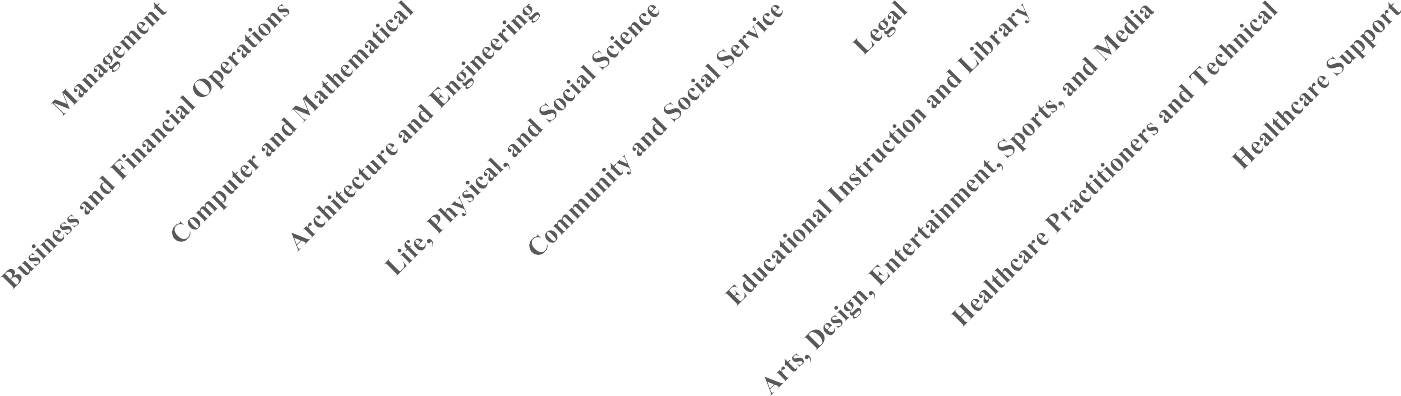 Management
Business and Financial Operations
Computer and Mathematical
Architecture and Engineering
Life, Physical, and Social Science
Community and Social Service
Legal
Educational Instruction and Library
Arts, Design, Entertainment, Sports, and Media
Healthcare Practitioners and Technical
Healthcare Support